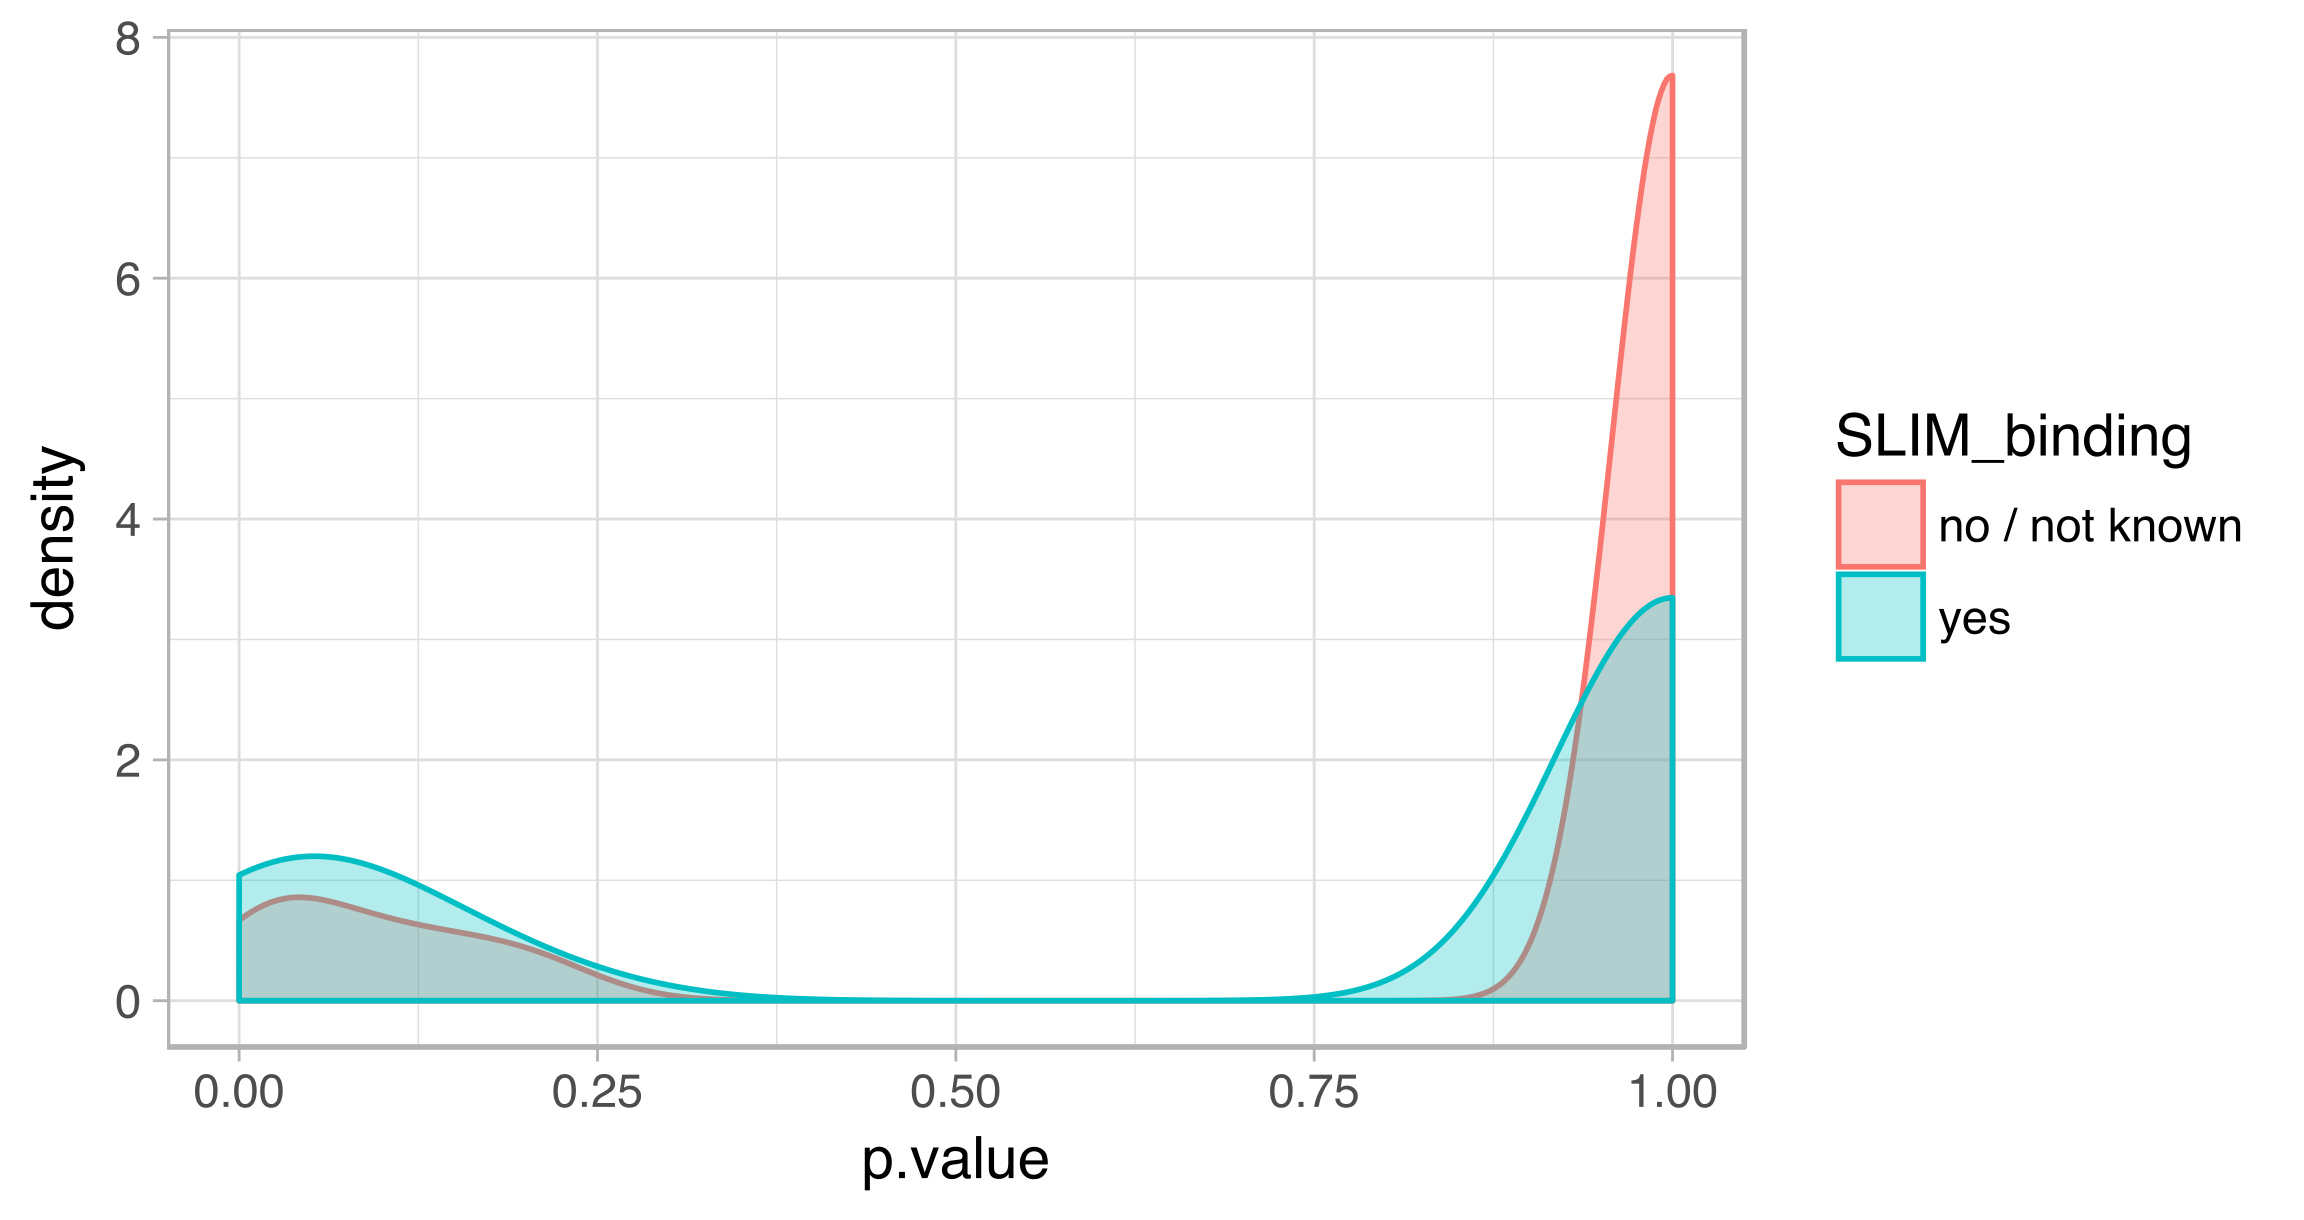 8
6
4
2
0
density
0.00 0.25 0.50 0.75 1.00
p.value
SLIM_binding
no / not known
yes